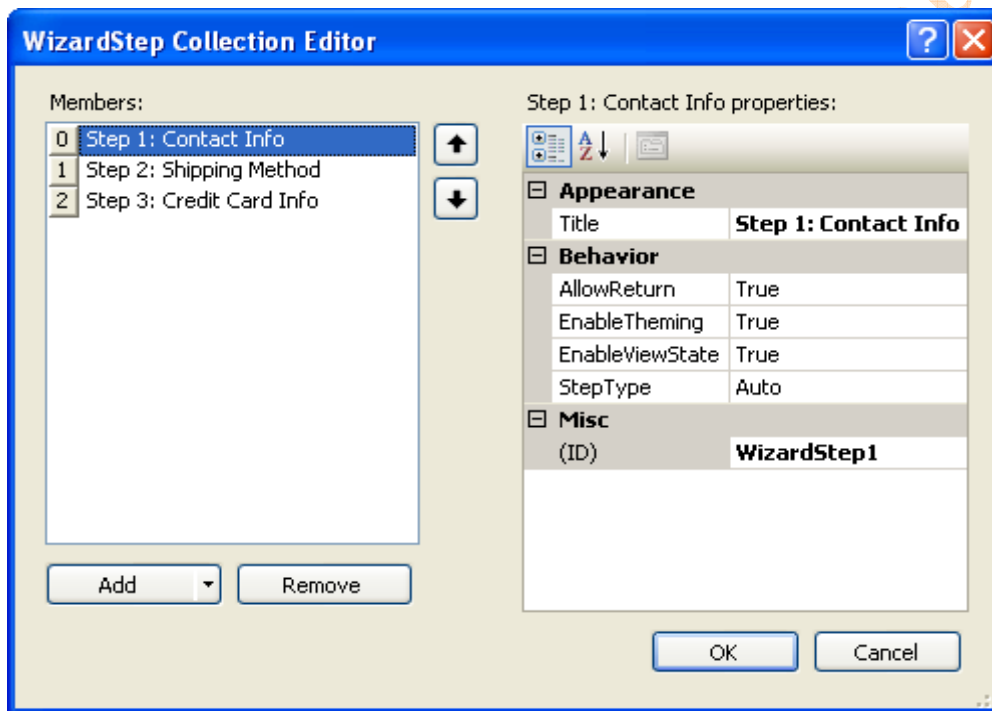 WizardStep Collection Editor
Members:
0 Step 1: Contact Info
1 Step 2: Shipping Method
2 Step 3: Credit Card Info
Add
Remove
Step 1: Contact Info properties:
A Z
Appearance
Title Step 1: Contact Info
Behavior
AllowReturn True
EnableTheming True
EnableViewState True
StepType Auto
Misc
(ID) WizardStep1
OK
Cancel